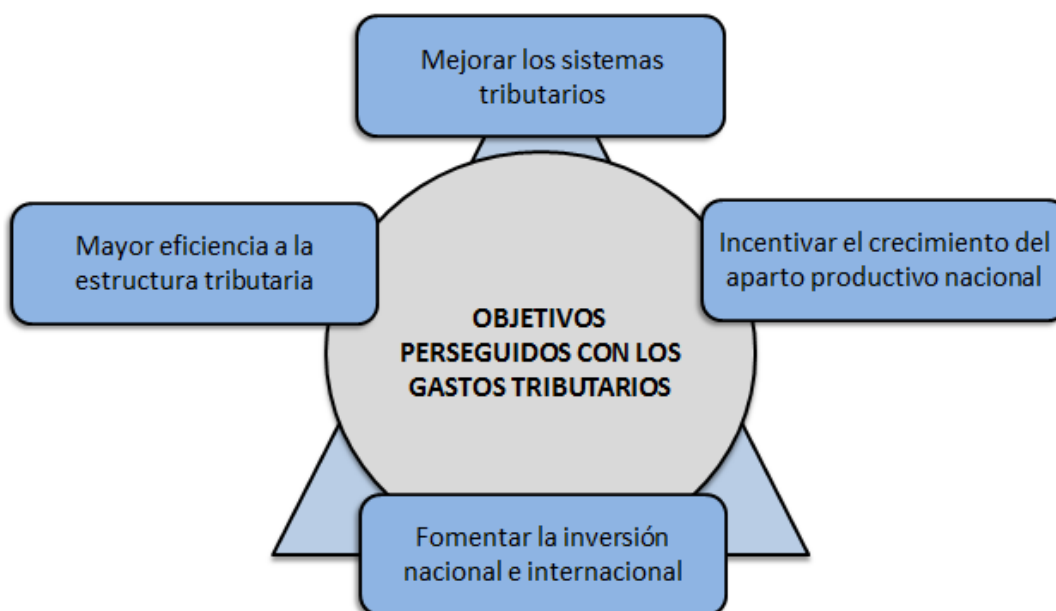 Mejorar los sistemas
tributarios
Mayor eficiencia a la
estructura tributaria
Incentivar el crecimiento del
aparto productivo nacional
OBJETIVOS
PERSEGUIDOS CON LOS
GASTOS TRIBUTARIOS
Fomentar la inversión
nacional e internacional